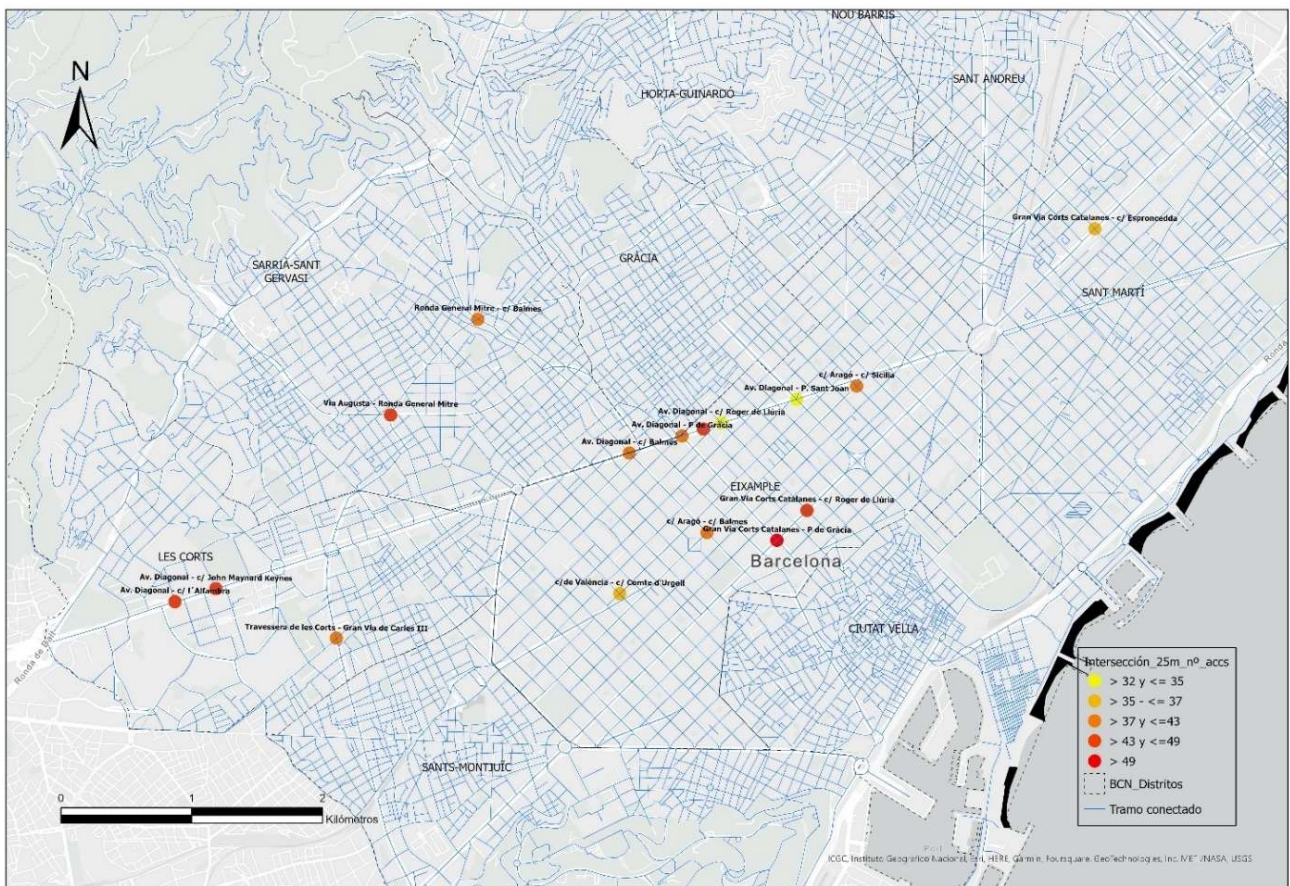 NOU BARRIS
SANT ANDREU
HORTA-GUINARDÓ
N
Gran Via Corts Catalanes - c/ Esproncedda
GRÀCIA
SARRIÀ-SANT
GERVASI
SANT MARTÍ
Ronda General Mitre - c/ Balmes
Ronda
c/ Aragó - c/ Sicilia
Av. Diagonal - P. Sant Joan
Via Augusta - Ronda General Mitre
Av. Diagonal - c/ Roger de Llúria
Av. Diagonal - P de Gràcia
Av. Diagonal - c/ Balmes
EIXAMPLE
Gran Via Corts Catalanes - c/ Roger de Llúria
c/ Aragó - c/ Balmes
Gran Via Corts Catalanes - P de Gràcia
Barcelona
LES CORTS
Av. Diagonal - c/ John Maynard Keynes
Av. Diagonal - c/ l'Alfambra
c/de València - c/ Comte d'Urgell
Travessera de les Corts - Gran Via de Carles III
CIUTAT VELLA
Ronda de Dalt
SANTS-MONTJUÏC
Intersección_25m_nº_accs
> 32 y <= 35
> 35 - <= 37
> 37 y <=43
> 43 y <=49
> 49
BCN_Distritos
Tramo conectado
0 1 2
Kilómetros
Port
ICGC, Instituto Geográfico Nacional, Esri, HERE, Garmin, Foursquare, GeoTechnologies, Inc, METI/NASA, USGS